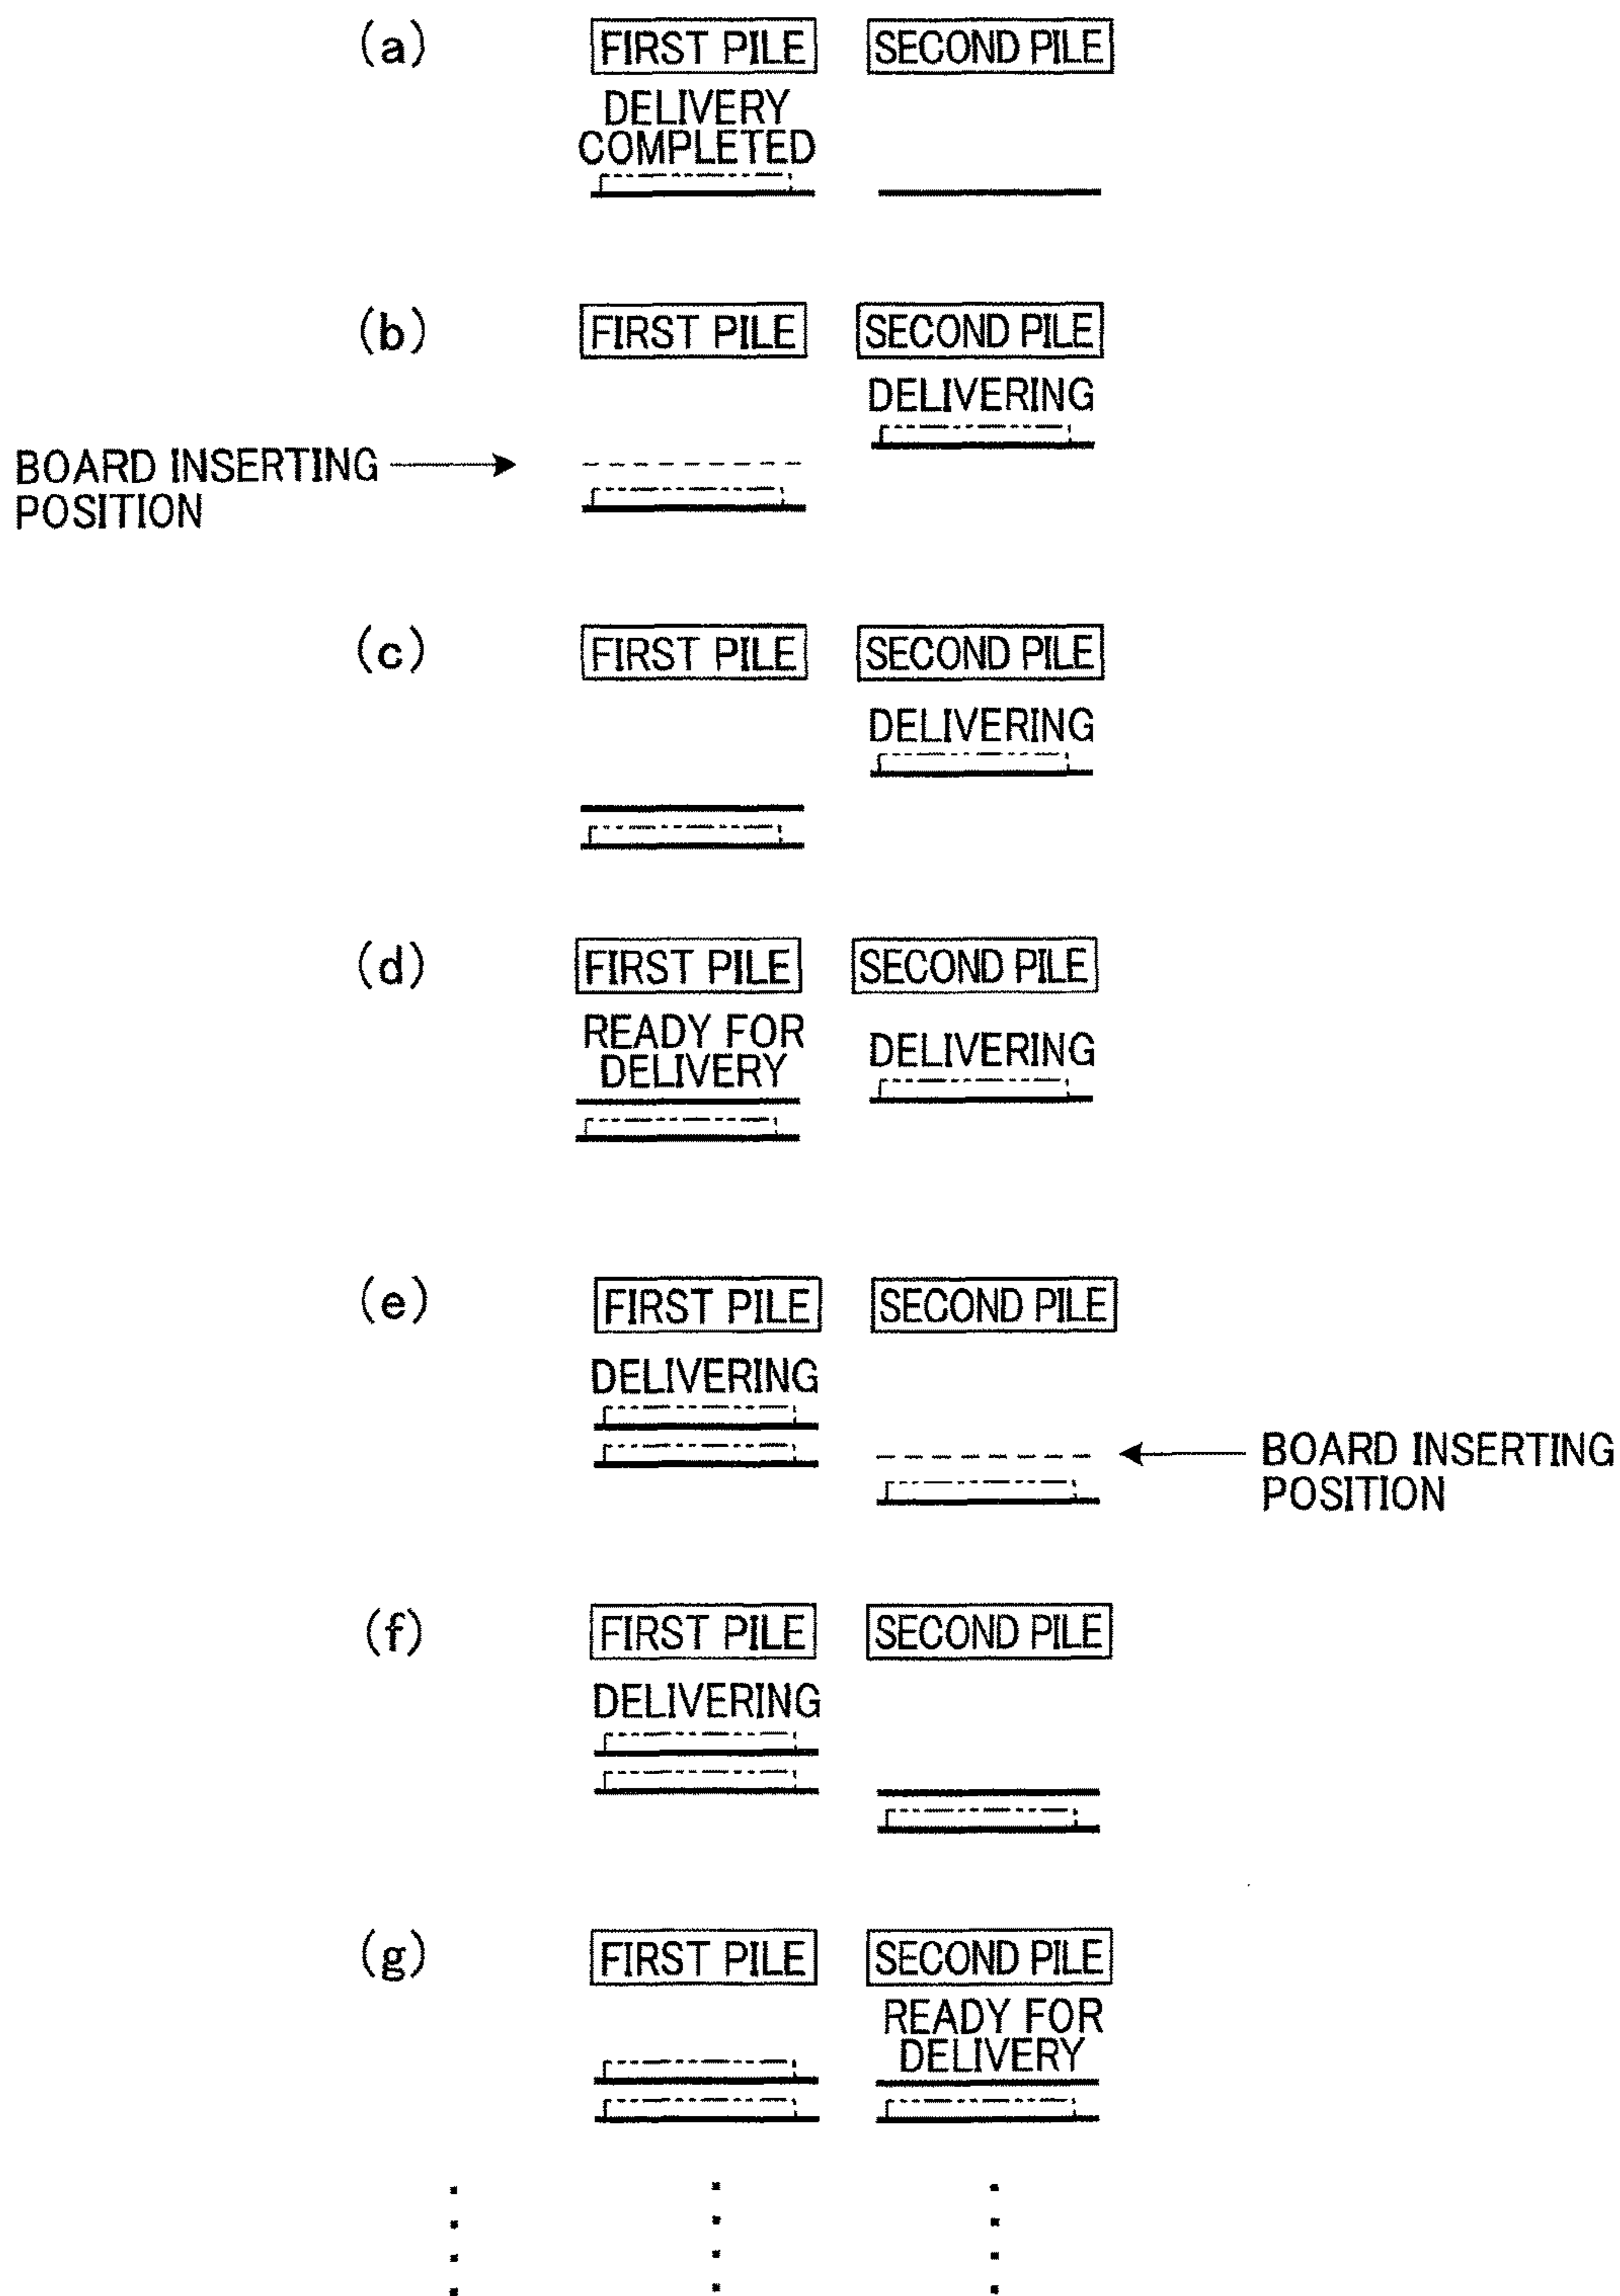 (a)
FIRST PILE
SECOND PILE
DELIVERY
COMPLETED
(b)
FIRST PILE
SECOND PILE
DELIVERING
BOARD INSERTING
POSITION
(c)
FIRST PILE
SECOND PILE
DELIVERING
(d)
FIRST PILE
SECOND PILE
READY FOR
DELIVERY
DELIVERING
(e)
FIRST PILE
SECOND PILE
DELIVERING
BOARD INSERTING
POSITION
(f)
FIRST PILE
SECOND PILE
DELIVERING
(g)
FIRST PILE
SECOND PILE
READY FOR
DELIVERY